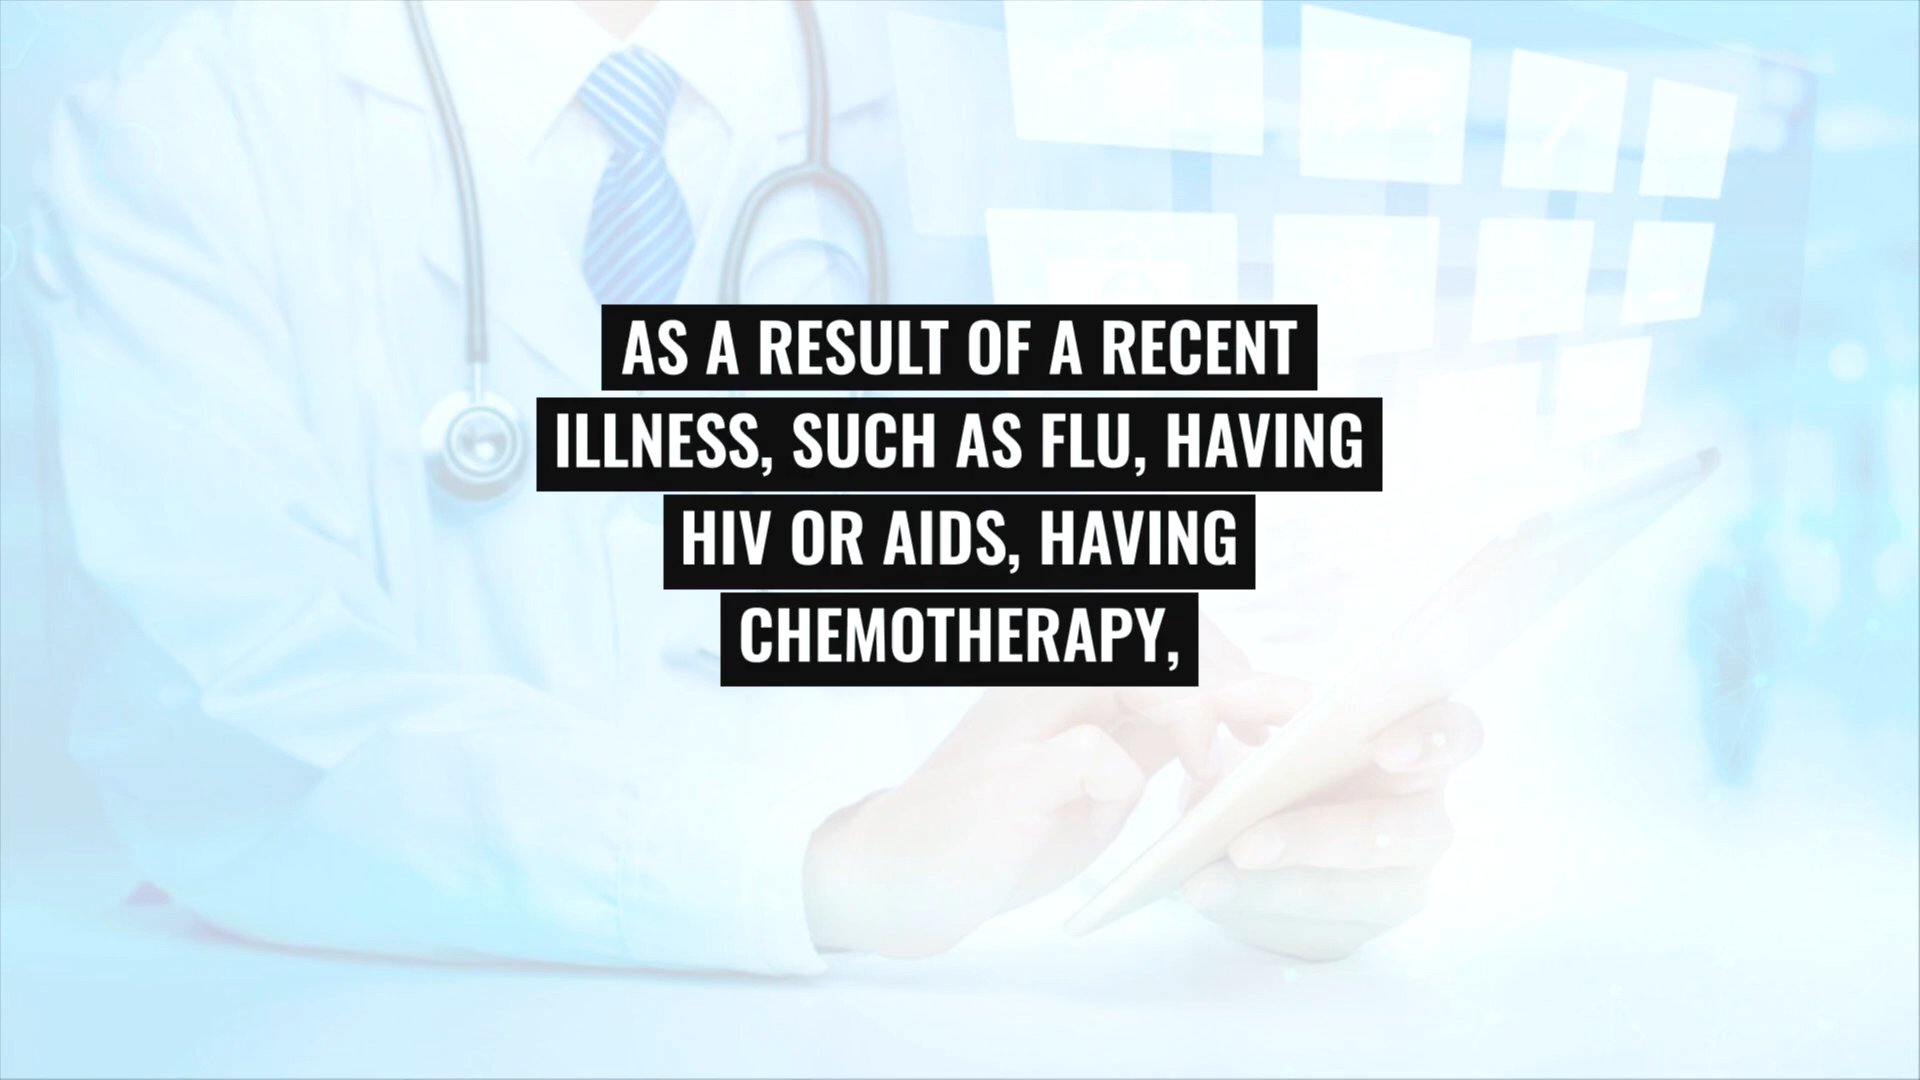 AS A RESULT OF A RECENT
ILLNESS, SUCH AS FLU, HAVING
HIV OR AIDS, HAVING
CHEMOTHERAPY,